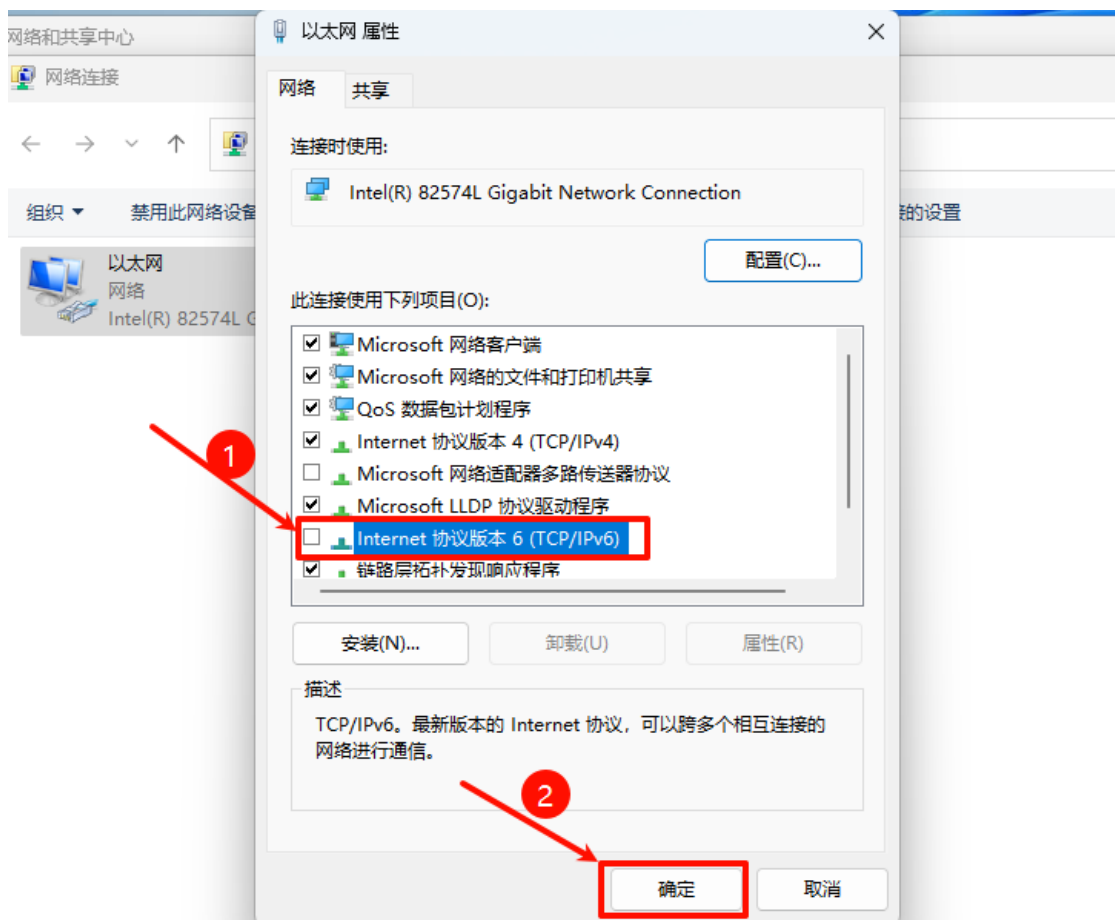 网络和共享中心
以太网 属性
网络连接
网络
共享
连接时使用:
Intel(R) 82574L Gigabit Network Connection
组织
禁用此网络设备
接的设置
配置(C)...
以太网
网络
Intel(R) 82574L G
此连接使用下列项目(O):
Microsoft 网络客户端
Microsoft 网络的文件和打印机共享
QoS 数据包计划程序
Internet 协议版本 4 (TCP/IPv4)
1
Microsoft 网络适配器多路传送器协议
Microsoft LLDP 协议驱动程序
Internet 协议版本 6 (TCP/IPv6)
链路层拓扑发现响应程序
安装(N)...
卸载(U)
属性(R)
描述
TCP/IPv6。最新版本的 Internet 协议，可以跨多个相互连接的
网络进行通信。
2
确定
取消